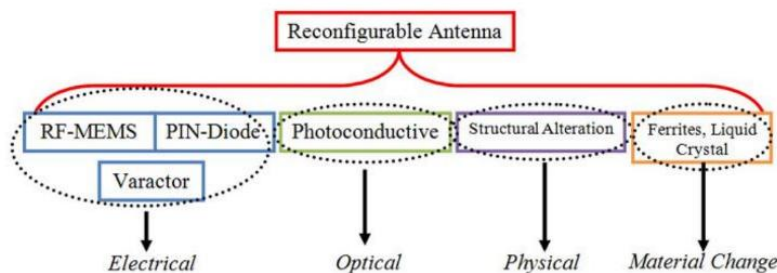 Reconfigurable Antenna
RF-MEMS
PIN-Diode
Photoconductive
Structural Alteration
Ferrites, Liquid
Crystal
Varactor
Electrical
Optical
Physical
Material Change